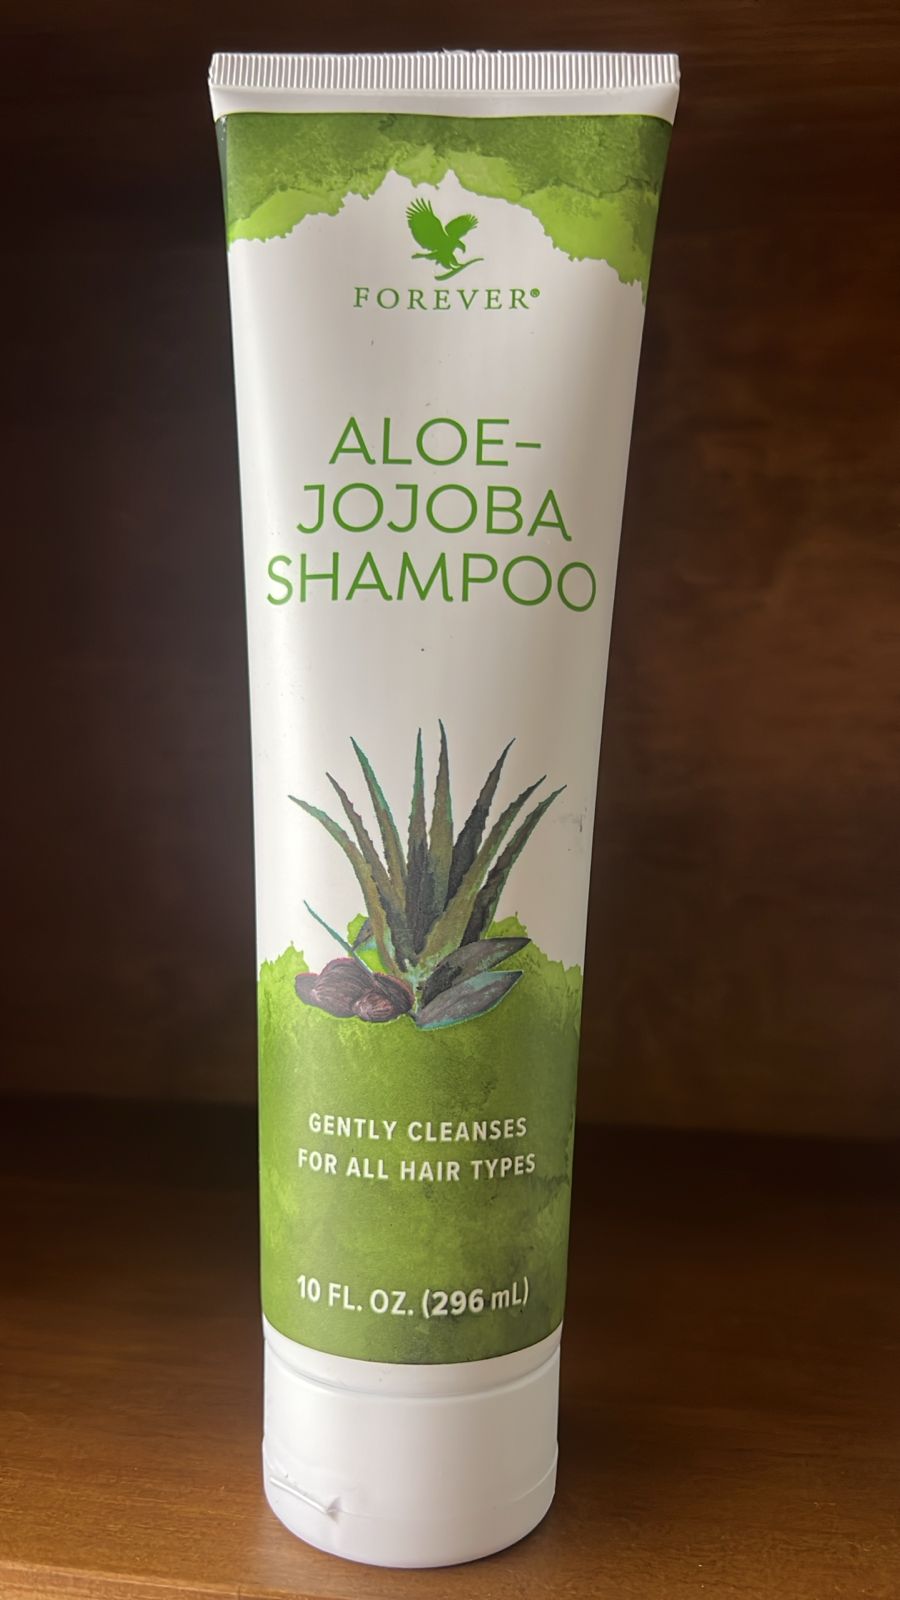 FOREVER®
ALOE-
JOJOBA
SHAMPOO
GENTLY CLEANSES
FOR ALL HAIR TYPES
10 FL. OZ. (296 mL)